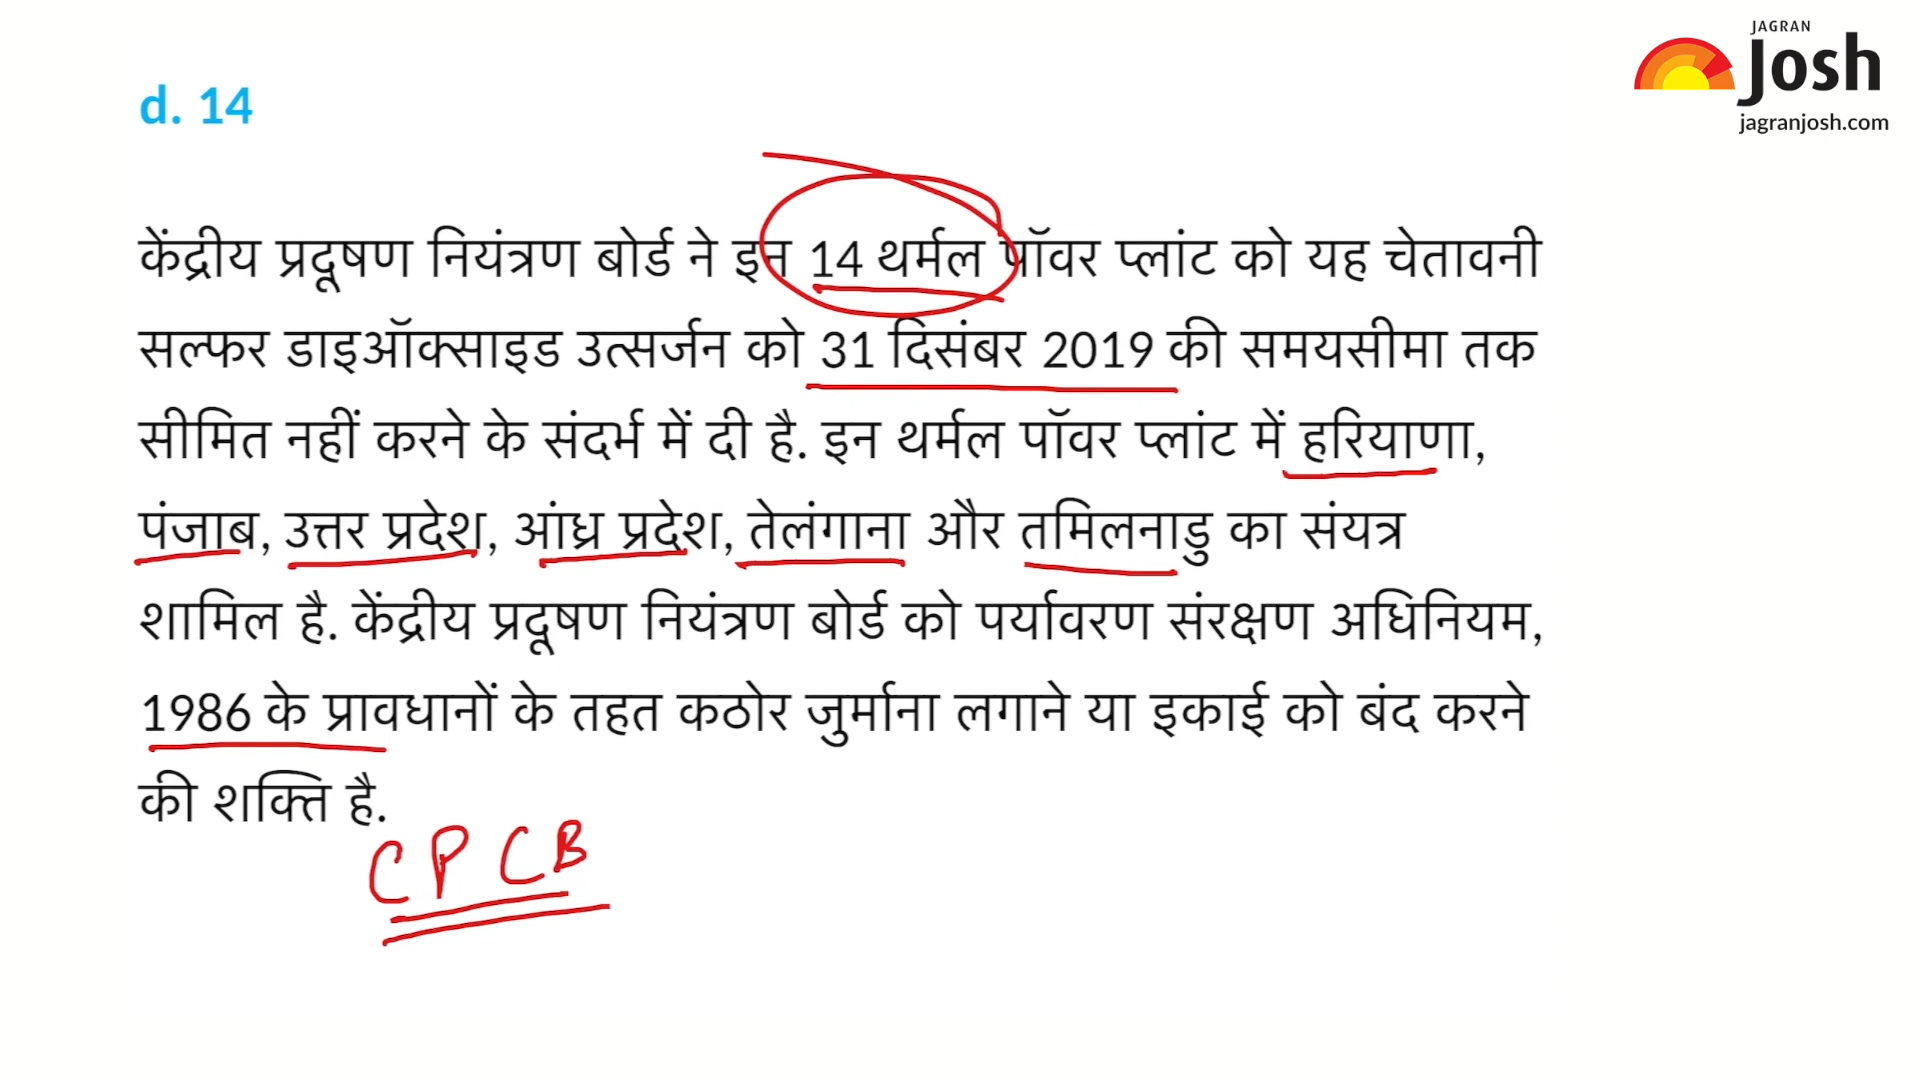 JAGRAN
Josh
jagranjosh.com
d. 14
केंद्रीय प्रदूषण नियंत्रण बोर्ड ने इन 14 थर्मल पॉवर प्लांट को यह चेतावनी
सल्फर डाइऑक्साइड उत्सर्जन को 31 दिसंबर 2019 की समयसीमा तक
सीमित नहीं करने के संदर्भ में दी है. इन थर्मल पॉवर प्लांट में हरियाणा,
पंजाब, उत्तर प्रदेश, आंध्र प्रदेश, तेलंगाना और तमिलनाडु का संयत्र
शामिल है. केंद्रीय प्रदूषण नियंत्रण बोर्ड को पर्यावरण संरक्षण अधिनियम,
1986 के प्रावधानों के तहत कठोर जुर्माना लगाने या इकाई को बंद करने
की शक्ति है.
CPCB